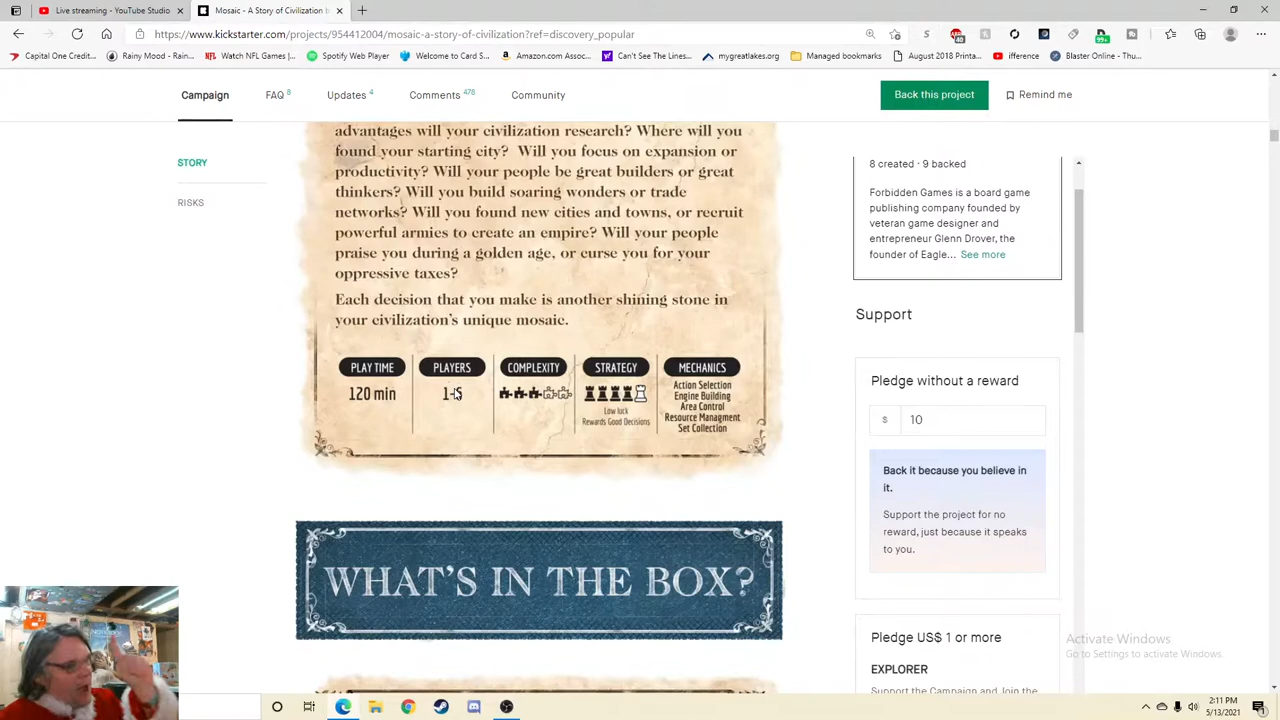 Live streaming - YouTube Studio
Mosaic - A Story of Civilization b
https://www.kickstarter.com/projects/954412004/mosaic-a-story-of-civilization?ref=discovery_popular
40
99+
Capital One Credit...
Rainy Mood - Rain...
Watch NFL Games |...
Spotify Web Player
Welcome to Card S...
Amazon.com Assoc...
Can't See The Lines...
mygreatlakes.org
Managed bookmarks
August 2018 Printa...
ifference
Blaster Online - Thu...
Campaign
FAQ 8
Updates 4
Comments 478
Community
Back this project
Remind me
STORY
RISKS
advantages will your civilization research? Where will you
found your starting city? Will you focus on expansion or
productivity? Will your people be great builders or great
thinkers? Will you build soaring wonders or trade
networks? Will you found new cities and towns, or recruit
powerful armies to create an empire? Will your people
praise you during a golden age, or curse you for your
oppressive taxes?
Each decision that you make is another shining stone in
your civilization's unique mosaic.
PLAY TIME
120 min
PLAYERS
COMPLEXITY
STRATEGY
Low luck
Rewards Good Decisions
MECHANICS
Action Selection
Engine Building
Area Control
Resource Managment
Set Collection
WHAT'S IN THE BOX?
8 created · 9 backed
Forbidden Games is a board game
publishing company founded by
veteran game designer and
entrepreneur Glenn Drover, the
founder of Eagle... See more
Support
Pledge without a reward
$ 10
Back it because you believe in
it.
Support the project for no
reward, just because it speaks
to you.
Pledge US$ 1 or more
EXPLORER
Support the Campaign and Join the
Activate Windows
Go to Settings to activate Windows.
2:11 PM
5/13/2021